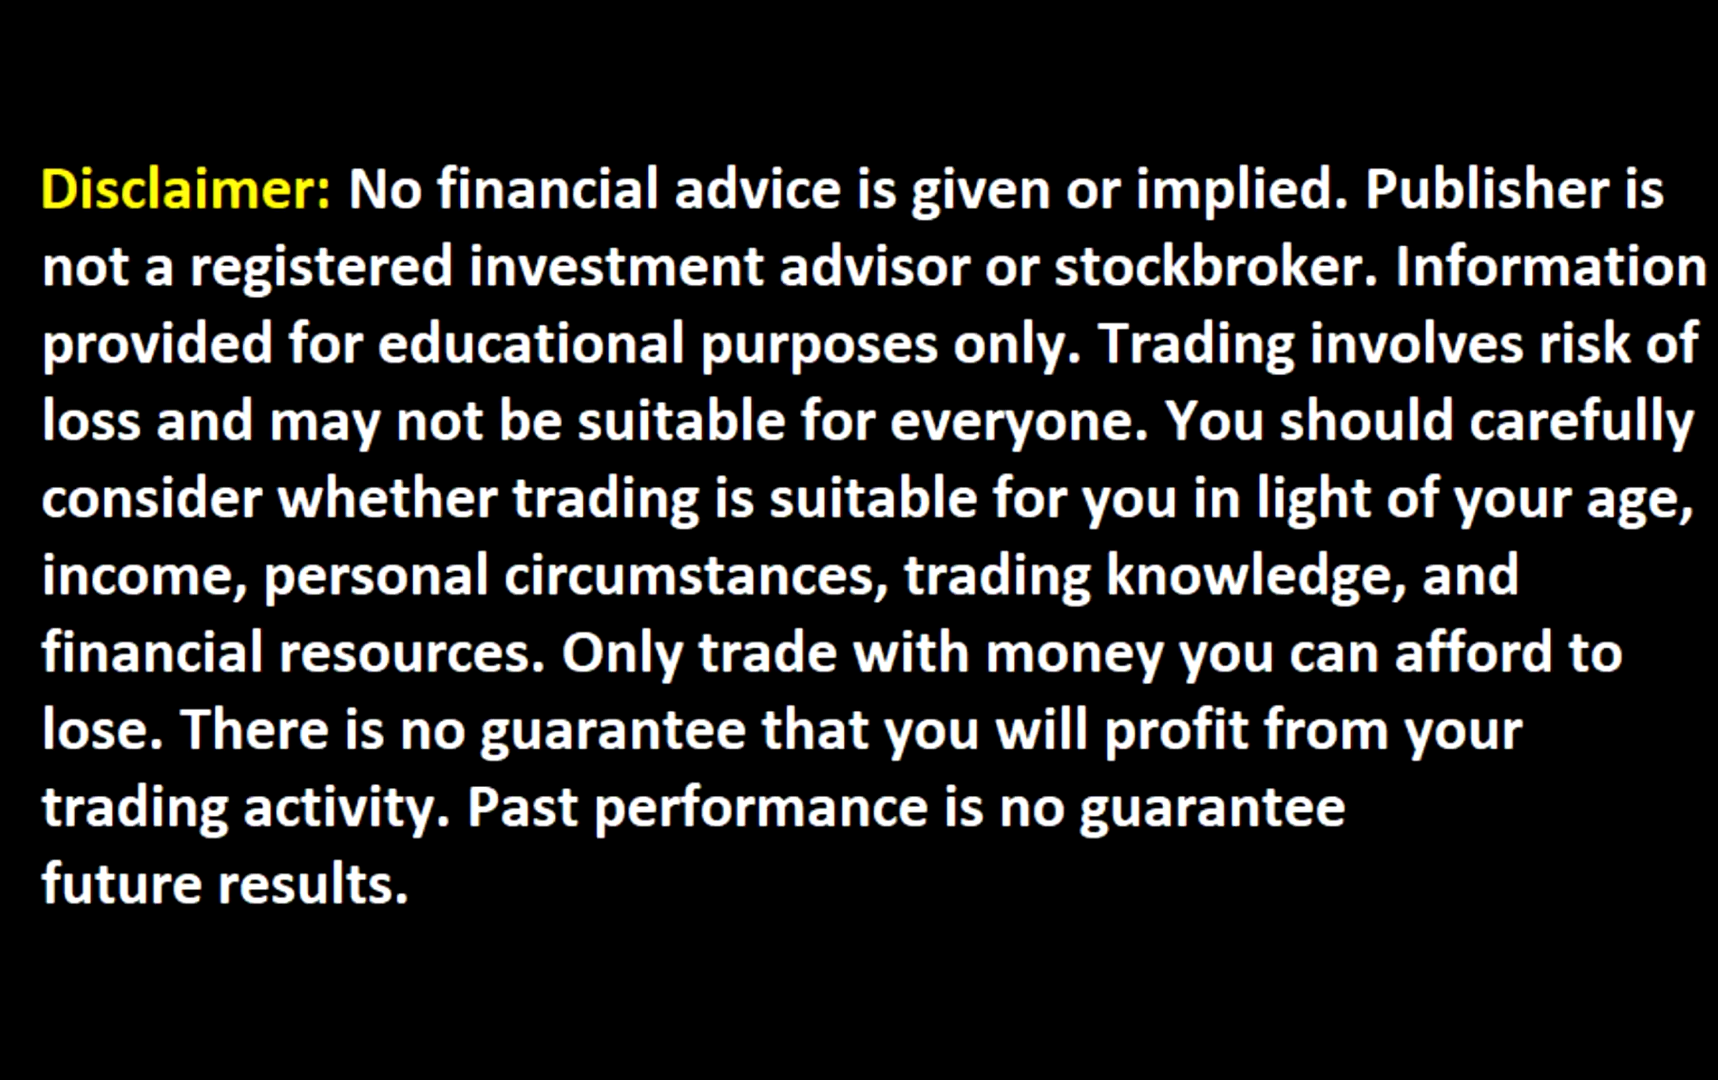 Disclaimer: No financial advice is given or implied. Publisher is
not a registered investment advisor or stockbroker. Information
provided for educational purposes only. Trading involves risk of
loss and may not be suitable for everyone. You should carefully
consider whether trading is suitable for you in light of your age,
income, personal circumstances, trading knowledge, and
financial resources. Only trade with money you can afford to
lose. There is no guarantee that you will profit from your
trading activity. Past performance is no guarantee
future results.